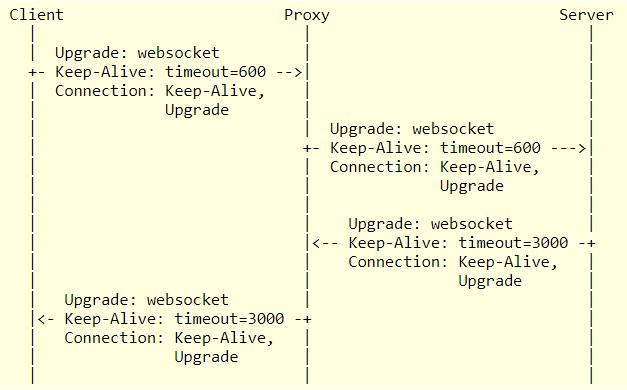 Client                         Proxy                         Server
  |                              |                              |
  |  Upgrade: websocket          |                              |
  +- Keep-Alive: timeout=600 -->|                              |
  |  Connection: Keep-Alive,     |                              |
  |              Upgrade         |                              |
  |                              |  Upgrade: websocket          |
  |                              +- Keep-Alive: timeout=600 --->|
  |                              |  Connection: Keep-Alive,     |
  |                              |              Upgrade         |
  |                              |    Upgrade: websocket        |
  |                              |<-- Keep-Alive: timeout=3000 -+
  |                              |    Connection: Keep-Alive,   |
  |                              |                Upgrade       |
  |   Upgrade: websocket         |                              |
  |<- Keep-Alive: timeout=3000 -+                              |
  |   Connection: Keep-Alive,    |                              |
  |               Upgrade        |                              |
  |                              |                              |